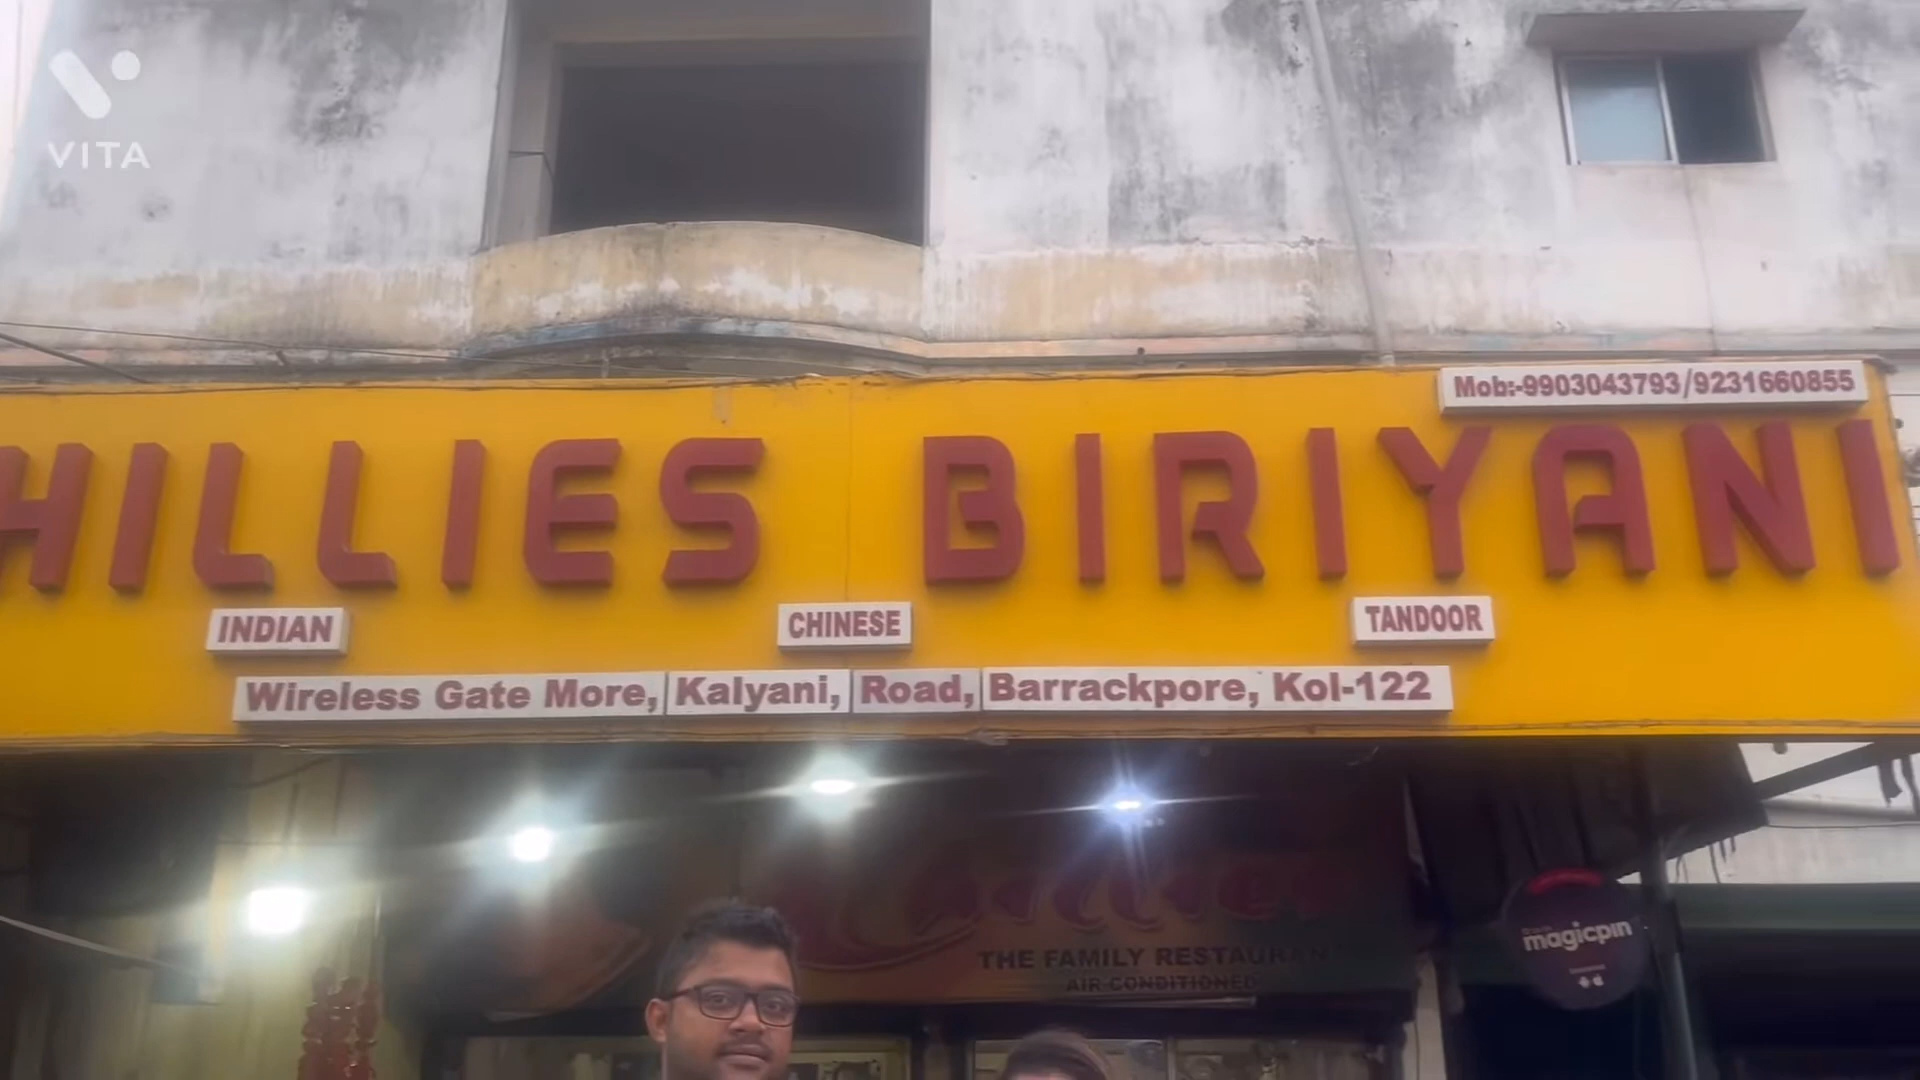 VITA
Mob:-9903043793/9231660855
HILLIES BIRIYANI
INDIAN CHINESE TANDOOR
Wireless Gate More, Kalyani, Road, Barrackpore, Kol-122
Chillies
THE FAMILY RESTAURANT
AIR-CONDITIONED
magicpin